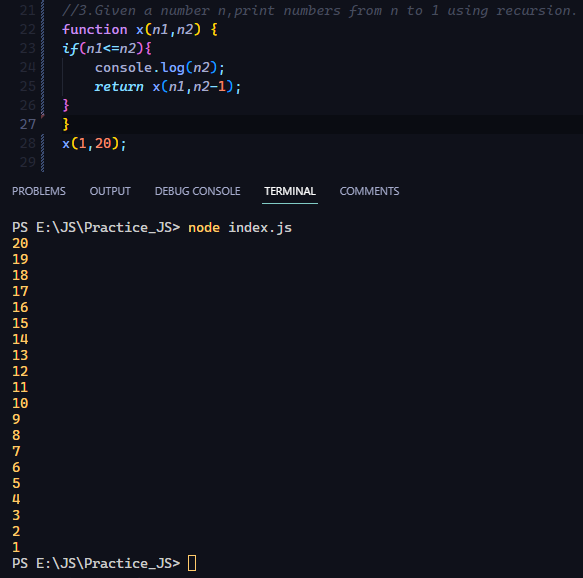 21 //3.Given a number n,print numbers from n to 1 using recursion.
22 function x(n1,n2) {
23 if(n1<=n2){
24     console.log(n2);
25     return x(n1,n2-1);
26 }
27 }
28 x(1,20);
29
PROBLEMS OUTPUT DEBUG CONSOLE TERMINAL COMMENTS
PS E:\JS\Practice_JS> node index.js
20
19
18
17
16
15
14
13
12
11
10
9
8
7
6
5
4
3
2
1
PS E:\JS\Practice_JS>